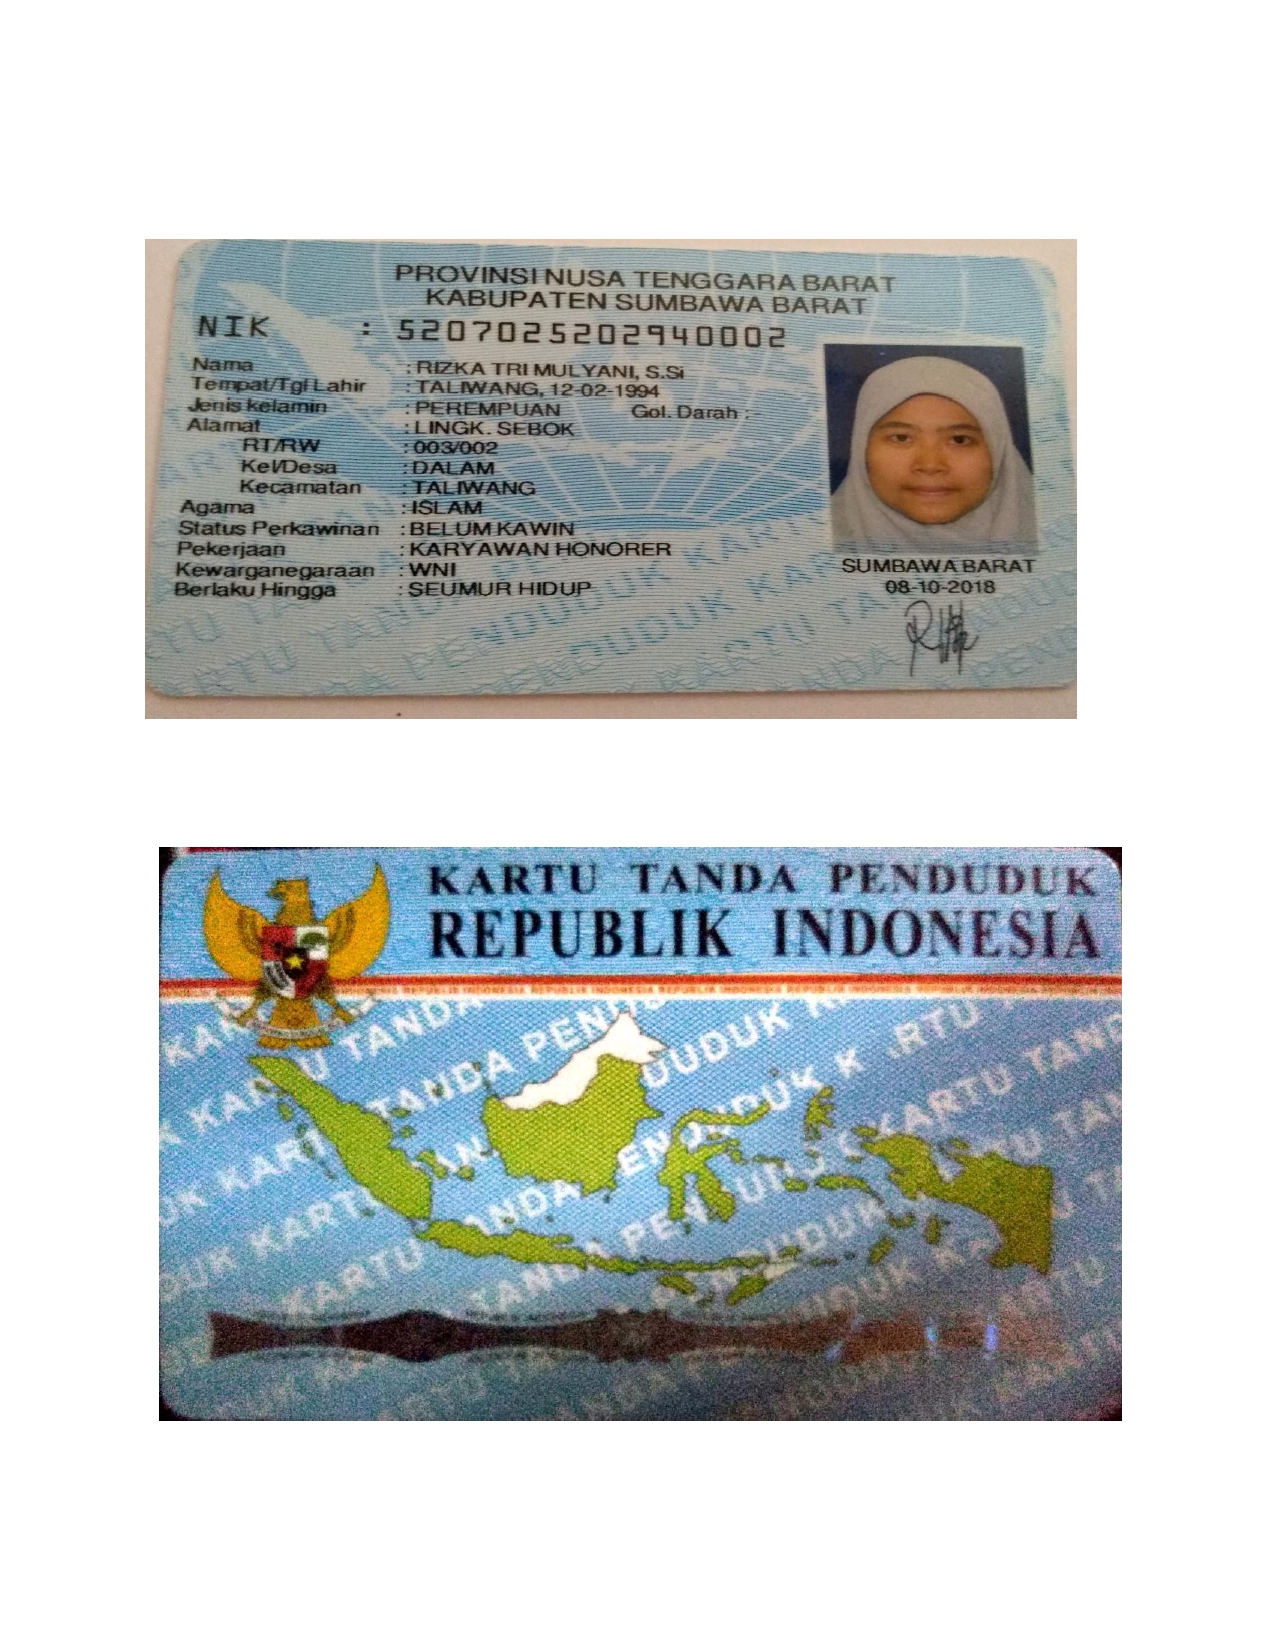 PROVINSI NUSA TENGGARA BARAT
KABUPATEN SUMBAWA BARAT
NIK : 5207025202940002
Nama : RIZKA TRI MULYANI, S.Si
Tempat/Tgl Lahir : TALIWANG, 12-02-1994
Jenis kelamin : PEREMPUAN Gol. Darah : -
Alamat : LINGK. SEBOK
RT/RW : 003/002
Kel/Desa : DALAM
Kecamatan : TALIWANG
Agama : ISLAM
Status Perkawinan : BELUM KAWIN
Pekerjaan : KARYAWAN HONORER
Kewarganegaraan : WNI
Berlaku Hingga : SEUMUR HIDUP
SUMBAWA BARAT
08-10-2018
KARTU TANDA PENDUDUK
REPUBLIK INDONESIA